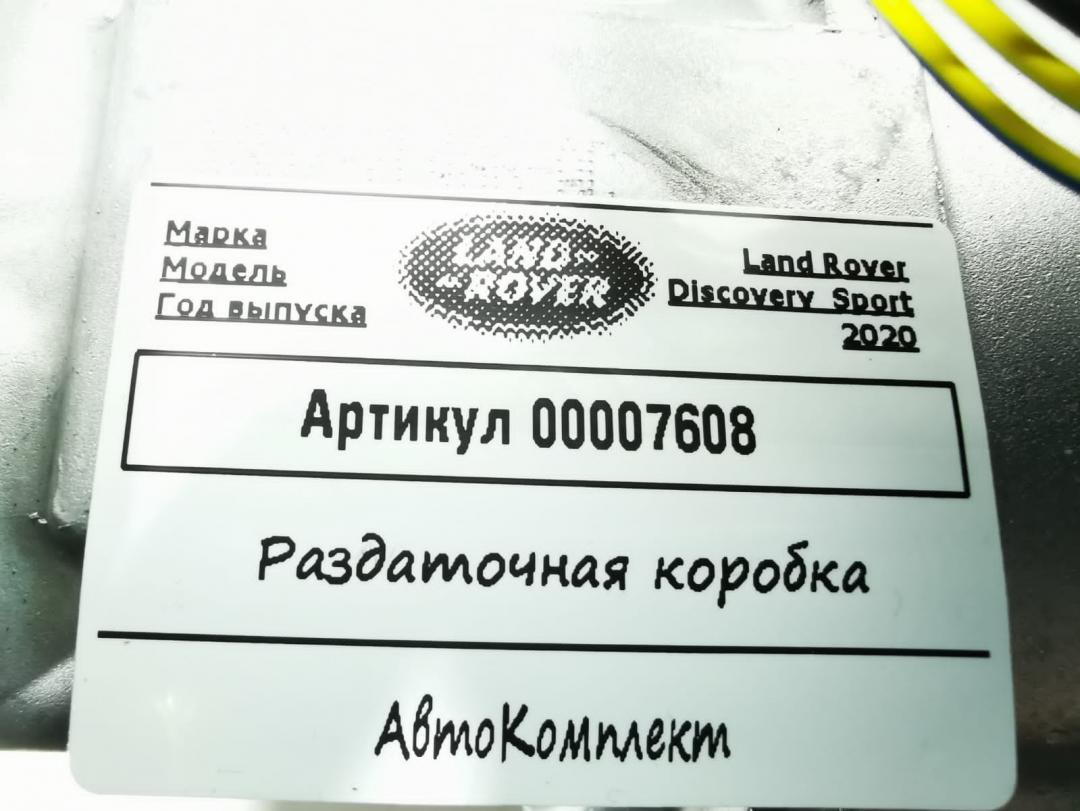 Марка
Модель
Год выпуска
LAND
ROVER
Land Rover
Discovery Sport
2020
Артикул 00007608
Раздаточная коробка
АвтоКомплект